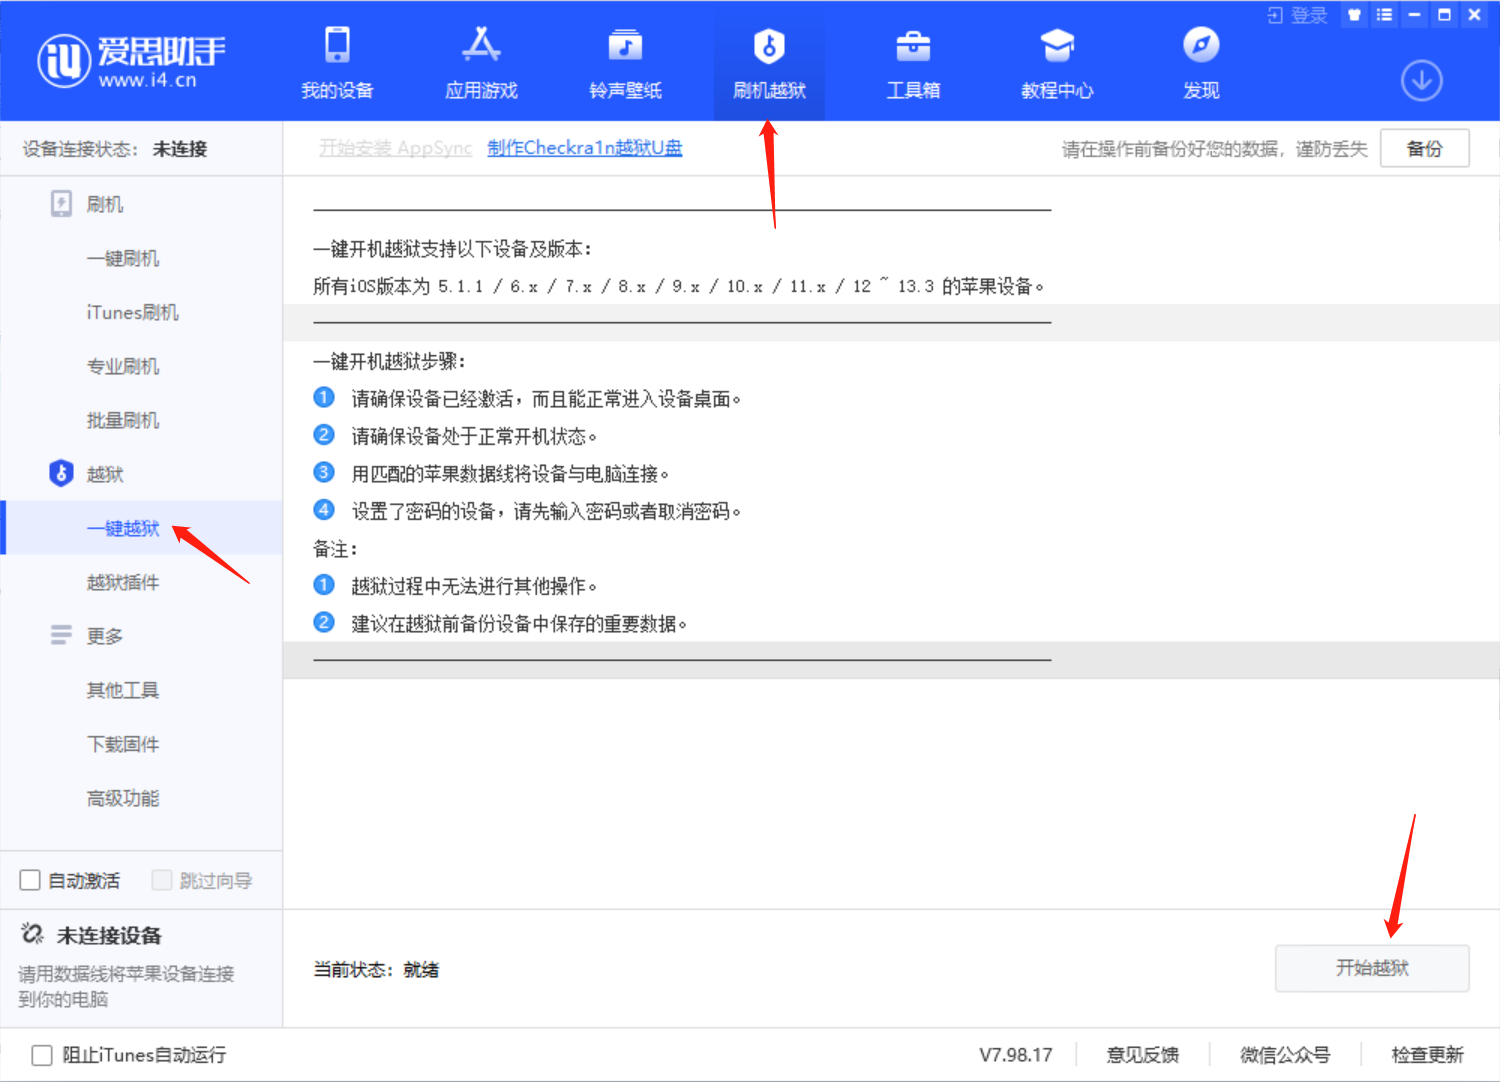 登录
爱思助手
www.i4.cn
我的设备
应用游戏
铃声壁纸
刷机越狱
工具箱
教程中心
发现
设备连接状态： 未连接
开始安装 AppSync 制作Checkra1n越狱U盘
请在操作前备份好您的数据，谨防丢失
备份
刷机
一键刷机
iTunes刷机
专业刷机
批量刷机
越狱
一键越狱
越狱插件
更多
其他工具
下载固件
高级功能
自动激活 跳过向导
未连接设备
请用数据线将苹果设备连接
到你的电脑
一键开机越狱支持以下设备及版本：
所有iOS版本为 5.1.1 / 6.x / 7.x / 8.x / 9.x / 10.x / 11.x / 12 ~ 13.3 的苹果设备。
一键开机越狱步骤：
1 请确保设备已经激活，而且能正常进入设备桌面。
2 请确保设备处于正常开机状态。
3 用匹配的苹果数据线将设备与电脑连接。
4 设置了密码的设备，请先输入密码或者取消密码。
备注：
1 越狱过程中无法进行其他操作。
2 建议在越狱前备份设备中保存的重要数据。
当前状态：就绪
开始越狱
阻止iTunes自动运行
V7.98.17
意见反馈
微信公众号
检查更新